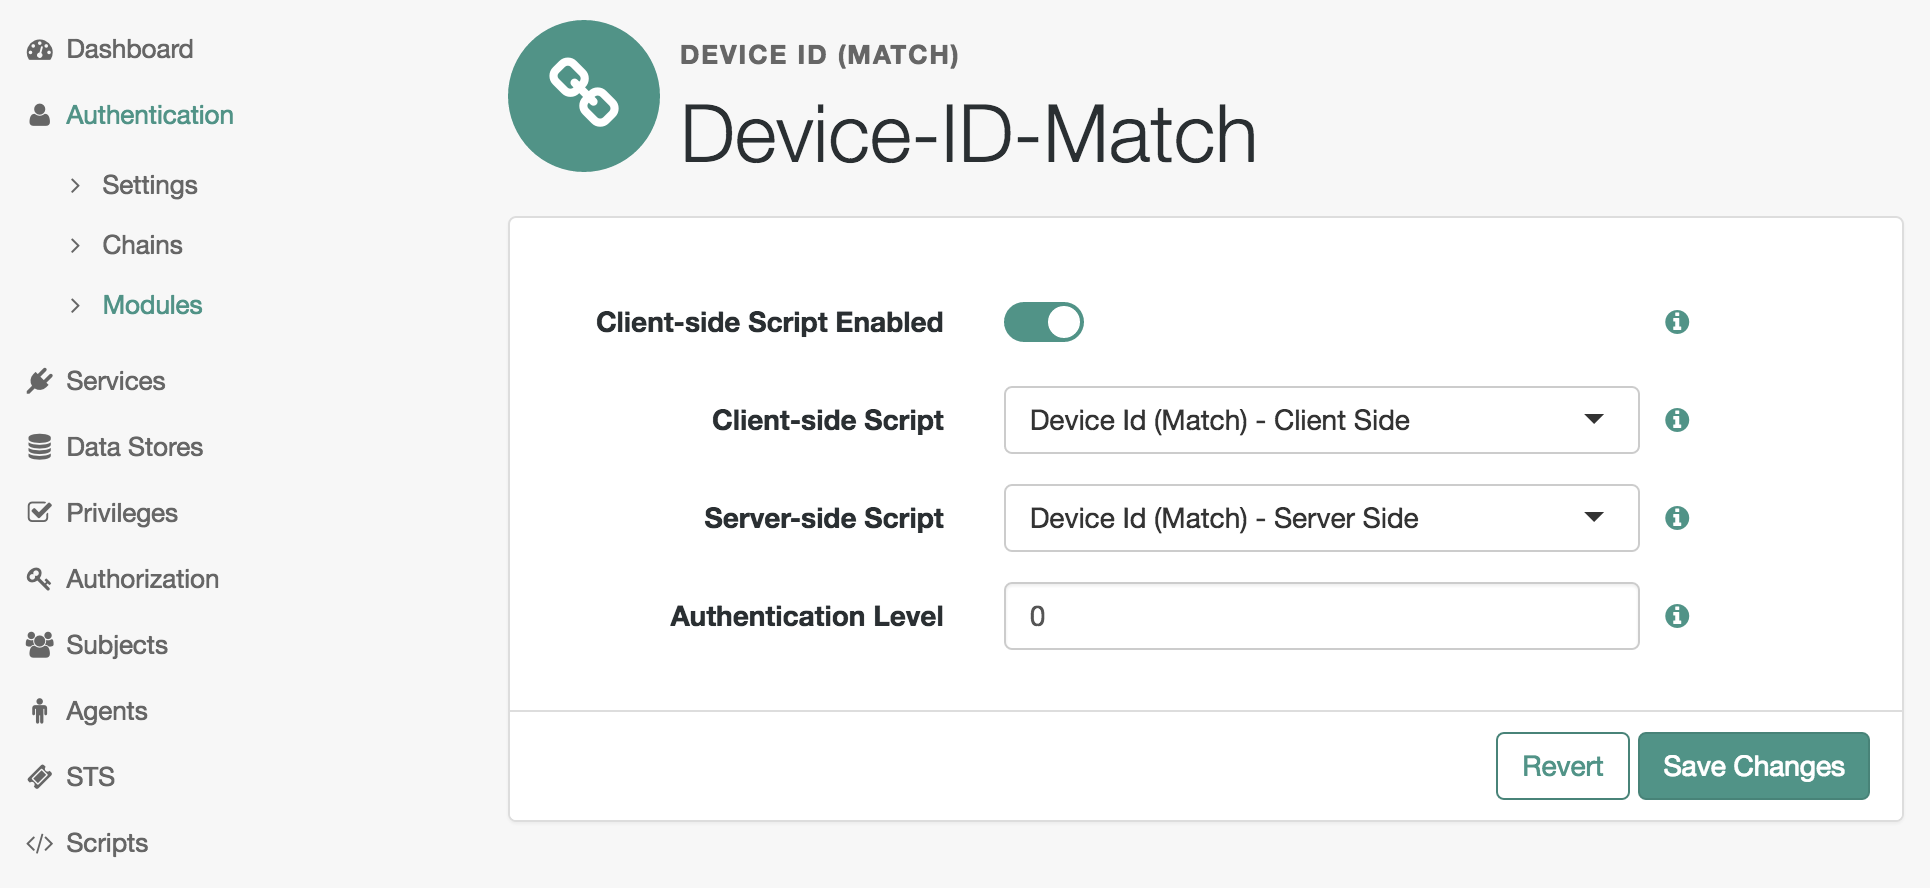 Dashboard
Authentication
Settings
Chains
Modules
Services
Data Stores
Privileges
Authorization
Subjects
Agents
STS
Scripts
DEVICE ID (MATCH)
Device-ID-Match
Client-side Script Enabled
Client-side Script
Device Id (Match) - Client Side
Server-side Script
Device Id (Match) - Server Side
Authentication Level
0
Revert
Save Changes